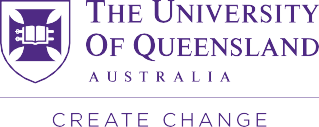 THE UNIVERSITY
OF QUEENSLAND
AUSTRALIA
CREATE CHANGE